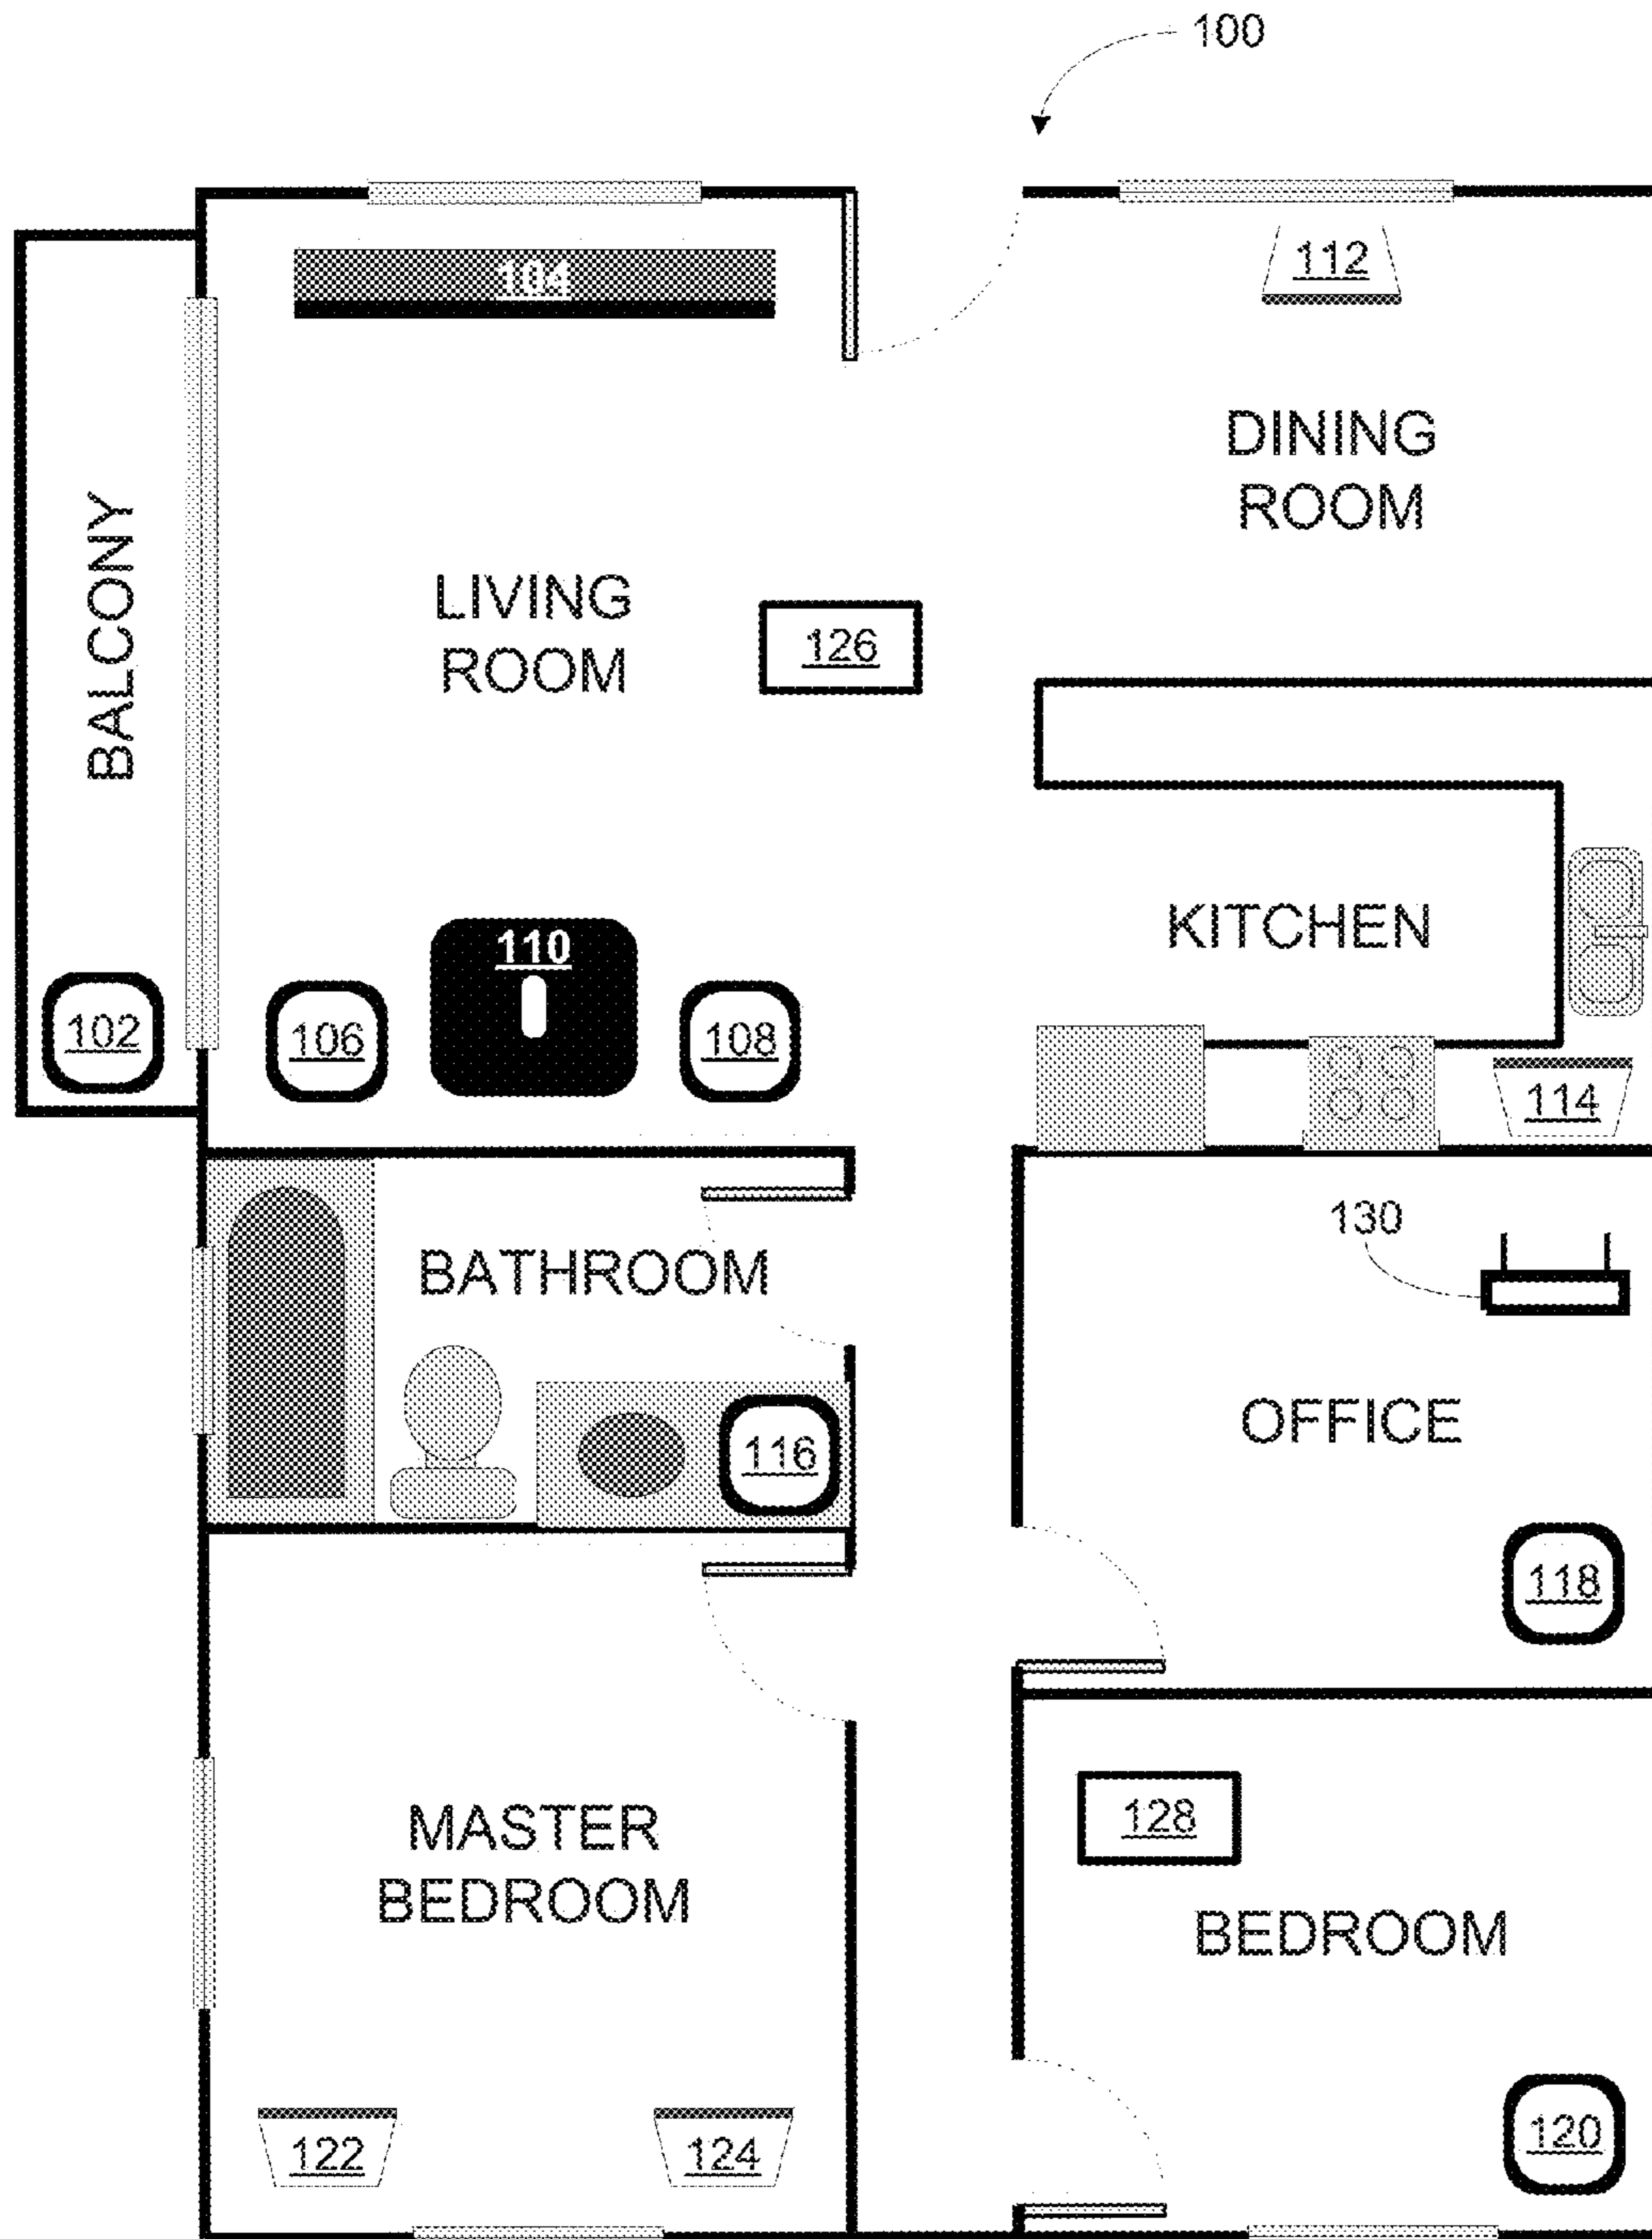 100
104
112
DINING
ROOM
BALCONY
LIVING
ROOM
126
KITCHEN
110
102
106
108
114
130
BATHROOM
OFFICE
116
118
MASTER
BEDROOM
128
BEDROOM
122
124
120